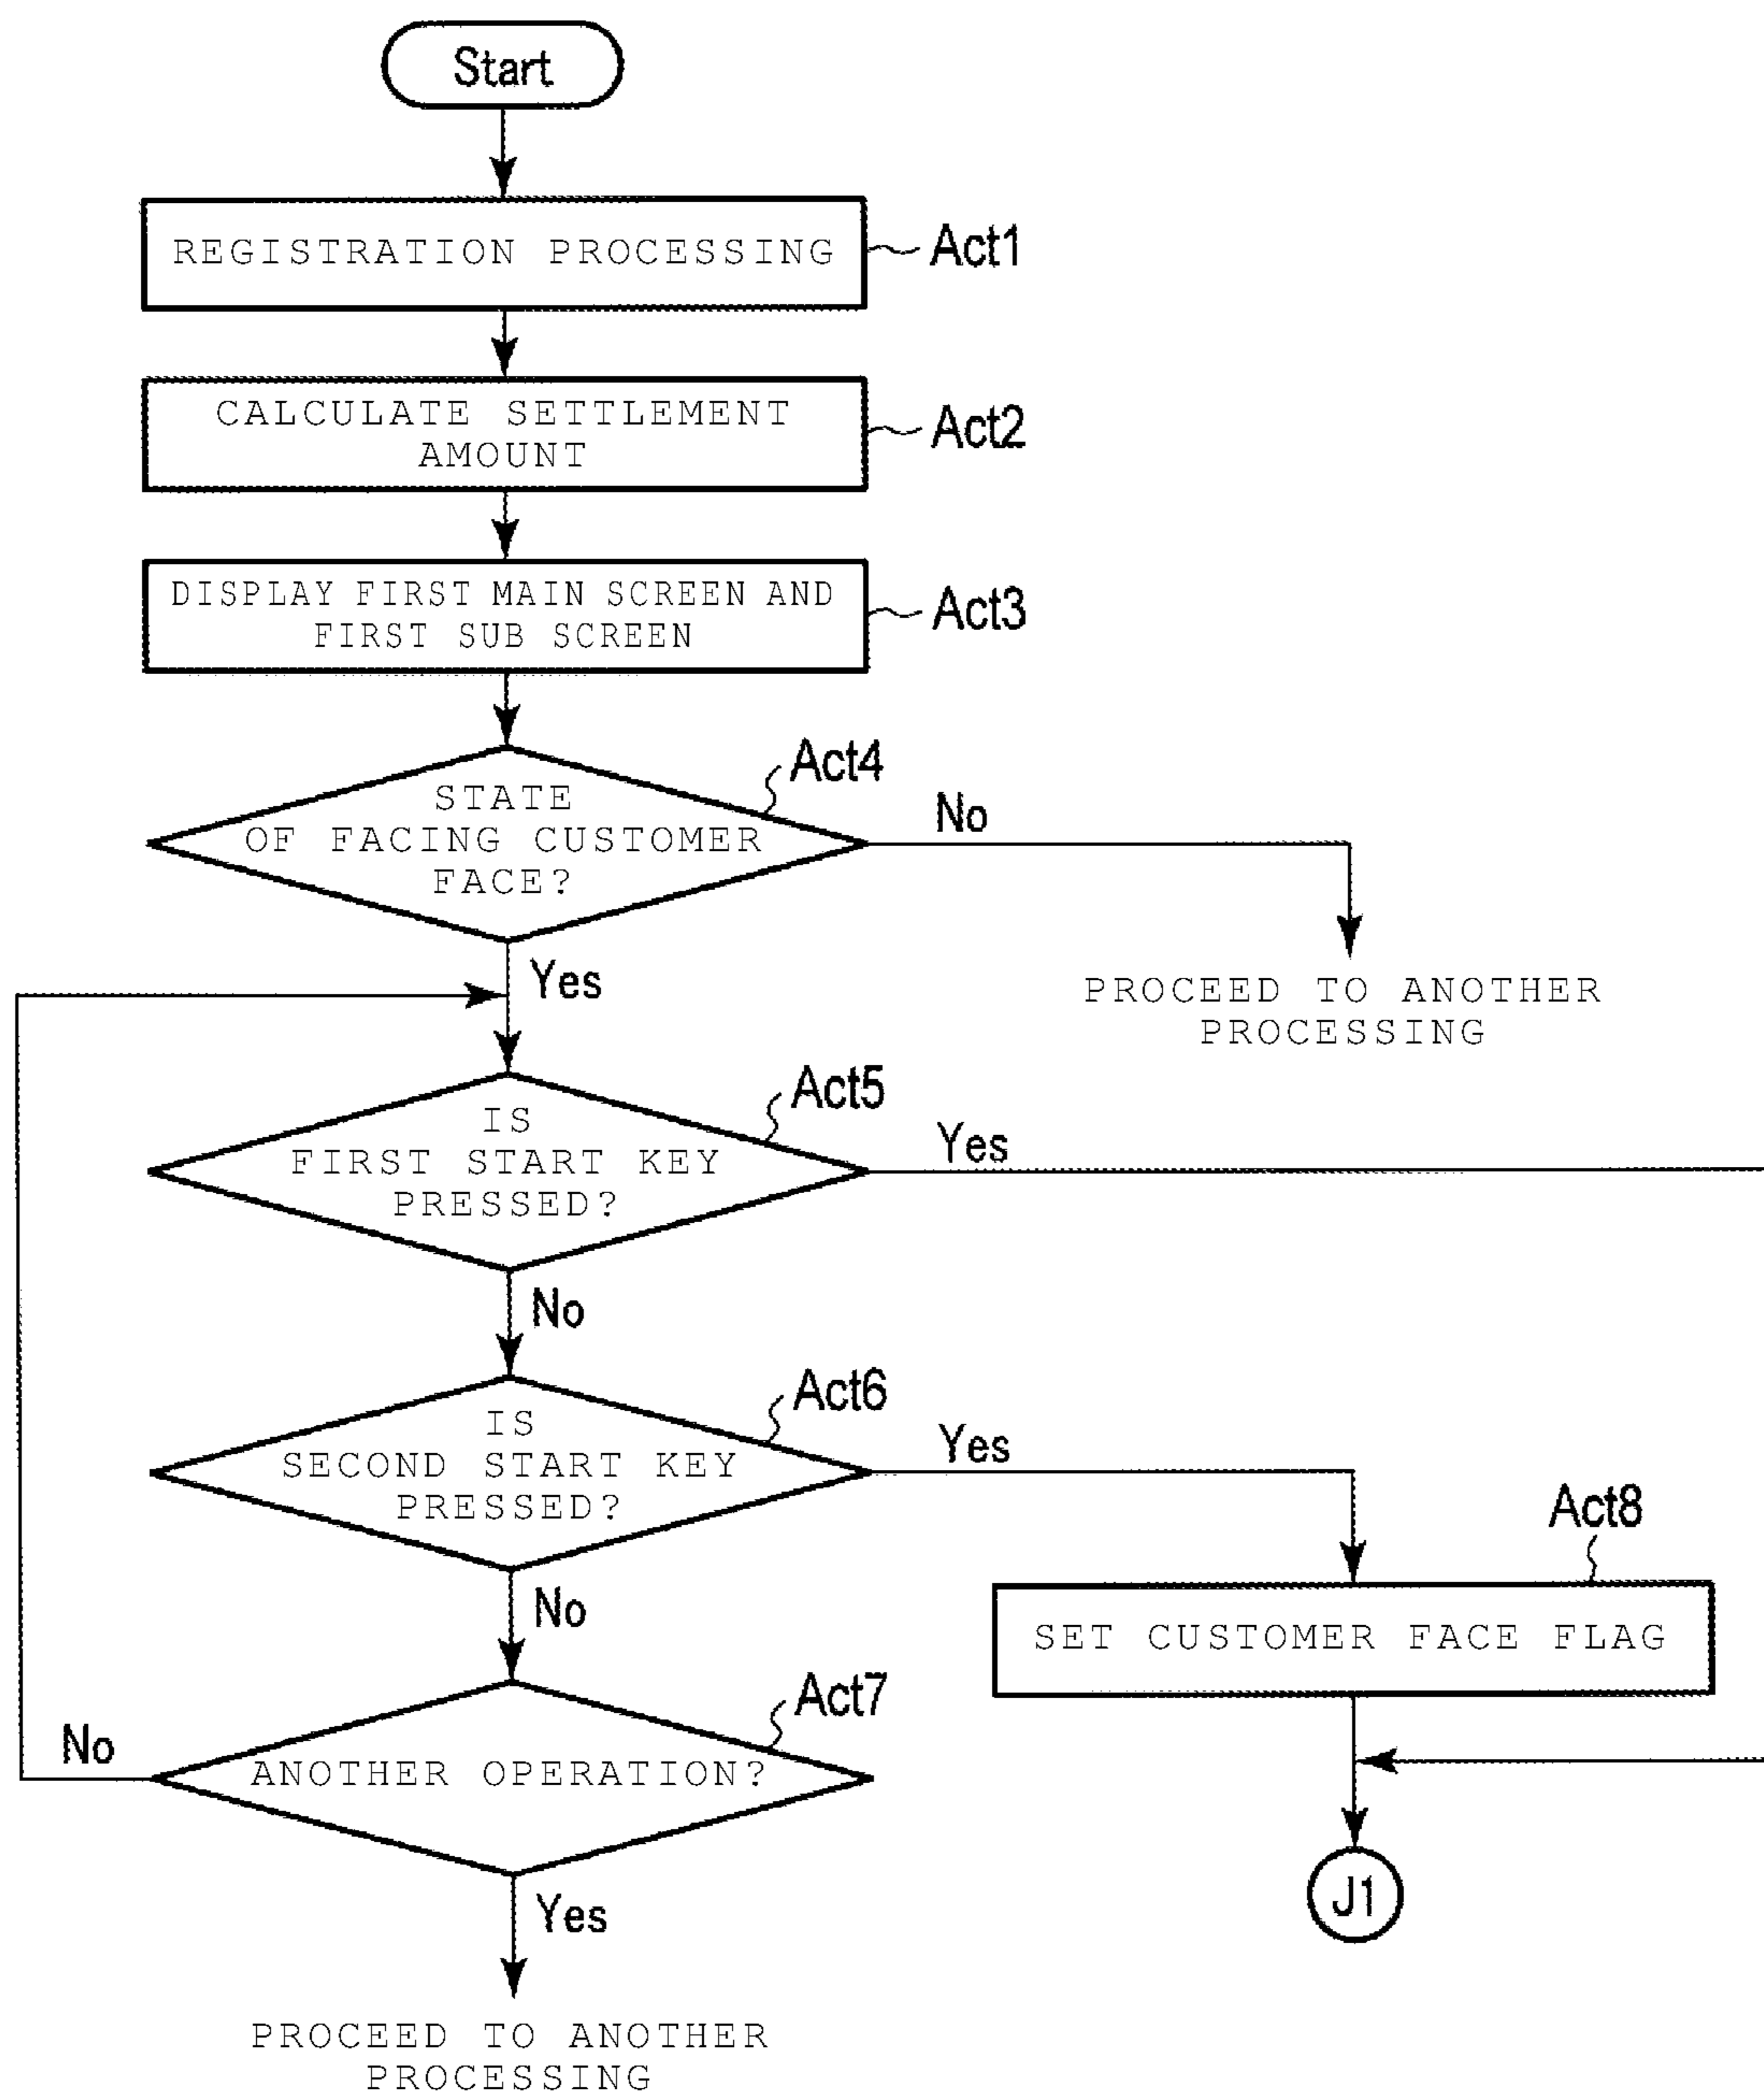 Start
REGISTRATION PROCESSING
Act1
CALCULATE SETTLEMENT
AMOUNT
Act2
DISPLAY FIRST MAIN SCREEN AND
FIRST SUB SCREEN
Act3
Act4
STATE
OF FACING CUSTOMER
FACE?
No
Yes
PROCEED TO ANOTHER
PROCESSING
Act5
IS
FIRST START KEY
PRESSED?
Yes
No
Act6
IS
SECOND START KEY
PRESSED?
Yes
No
Act8
SET CUSTOMER FACE FLAG
Act7
ANOTHER OPERATION?
No
Yes
J1
PROCEED TO ANOTHER
PROCESSING